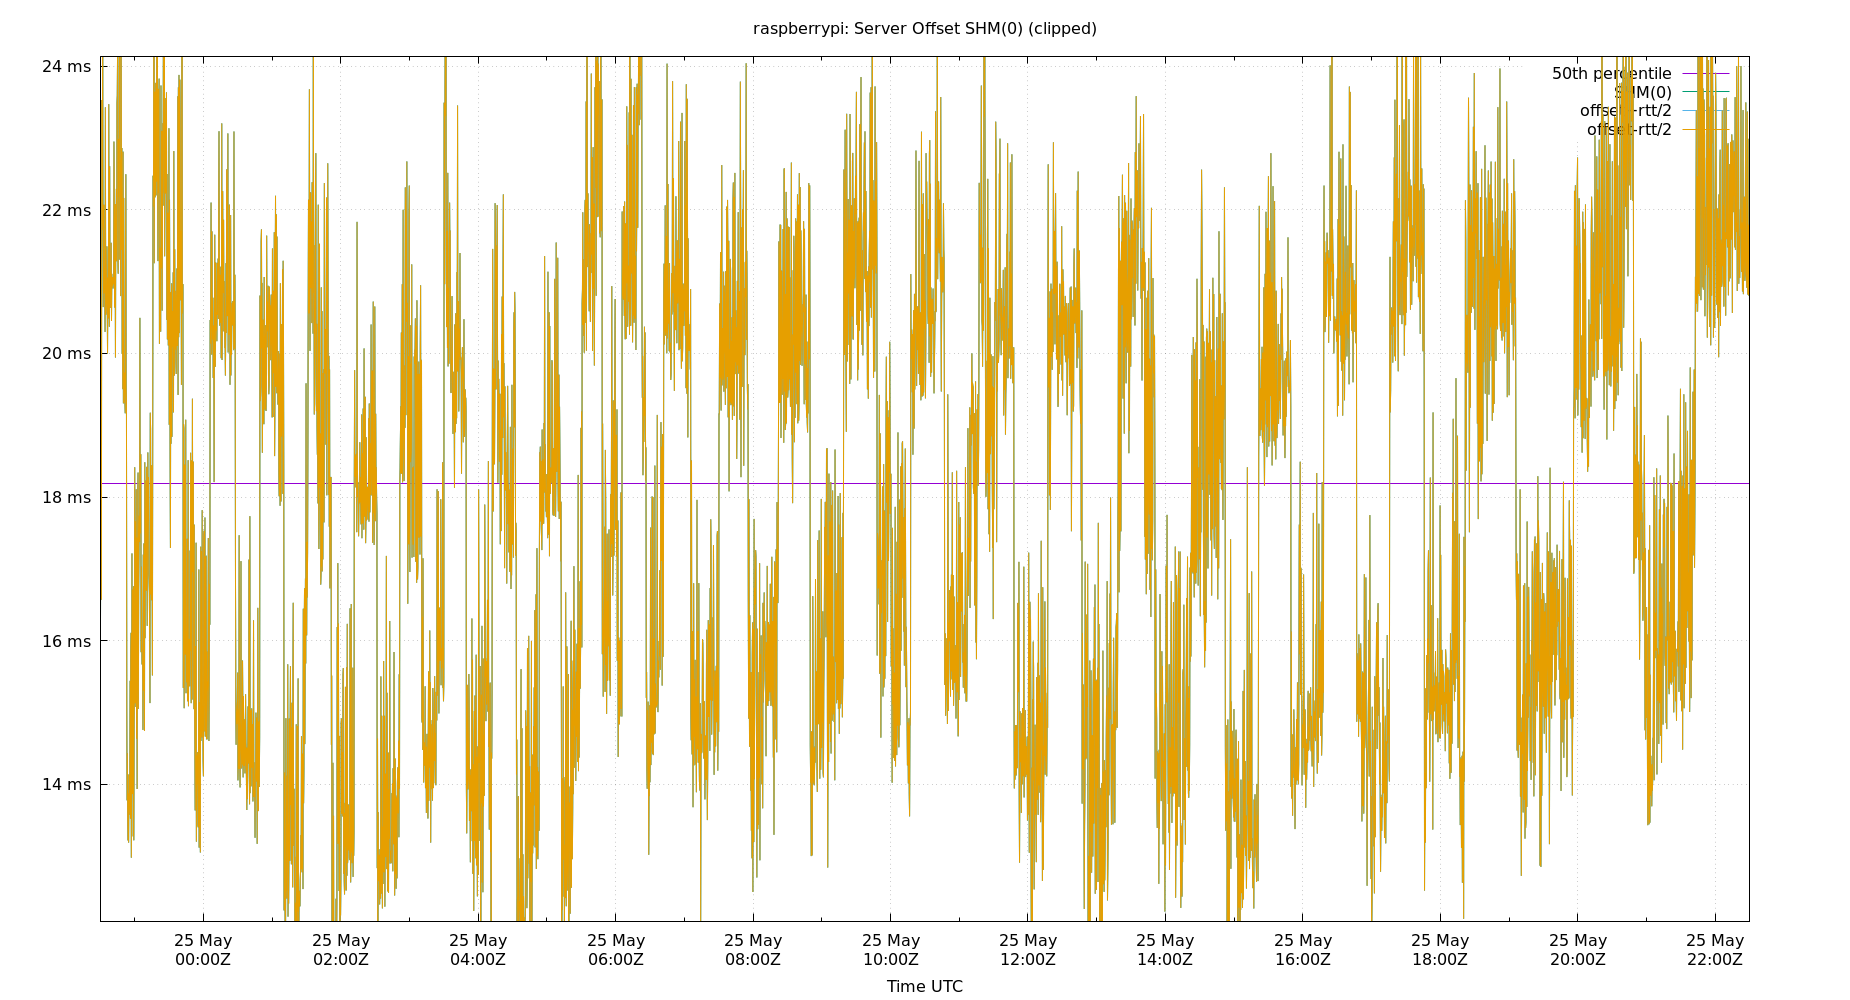 raspberrypi: Server Offset SHM(0) (clipped)
24 ms
22 ms
20 ms
18 ms
16 ms
14 ms
50th percentile
SHM(0)
offset-rtt/2
offset-rtt/2
25 May 25 May 25 May 25 May 25 May 25 May 25 May 25 May 25 May 25 May 25 May 25 May
00:00Z 02:00Z 04:00Z 06:00Z 08:00Z 10:00Z 12:00Z 14:00Z 16:00Z 18:00Z 20:00Z 22:00Z
Time UTC